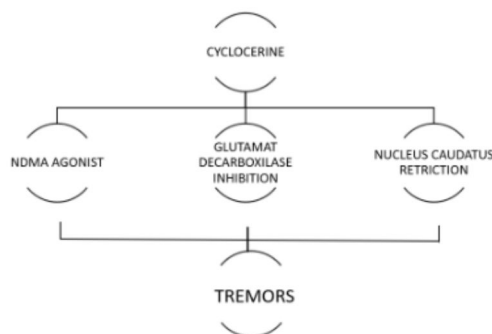 CYCLOCERINE
NDMA AGONIST
GLUTAMAT
DECARBOXILASE
INHIBITION
NUCLEUS CAUDATUS
RETRICTION
TREMORS